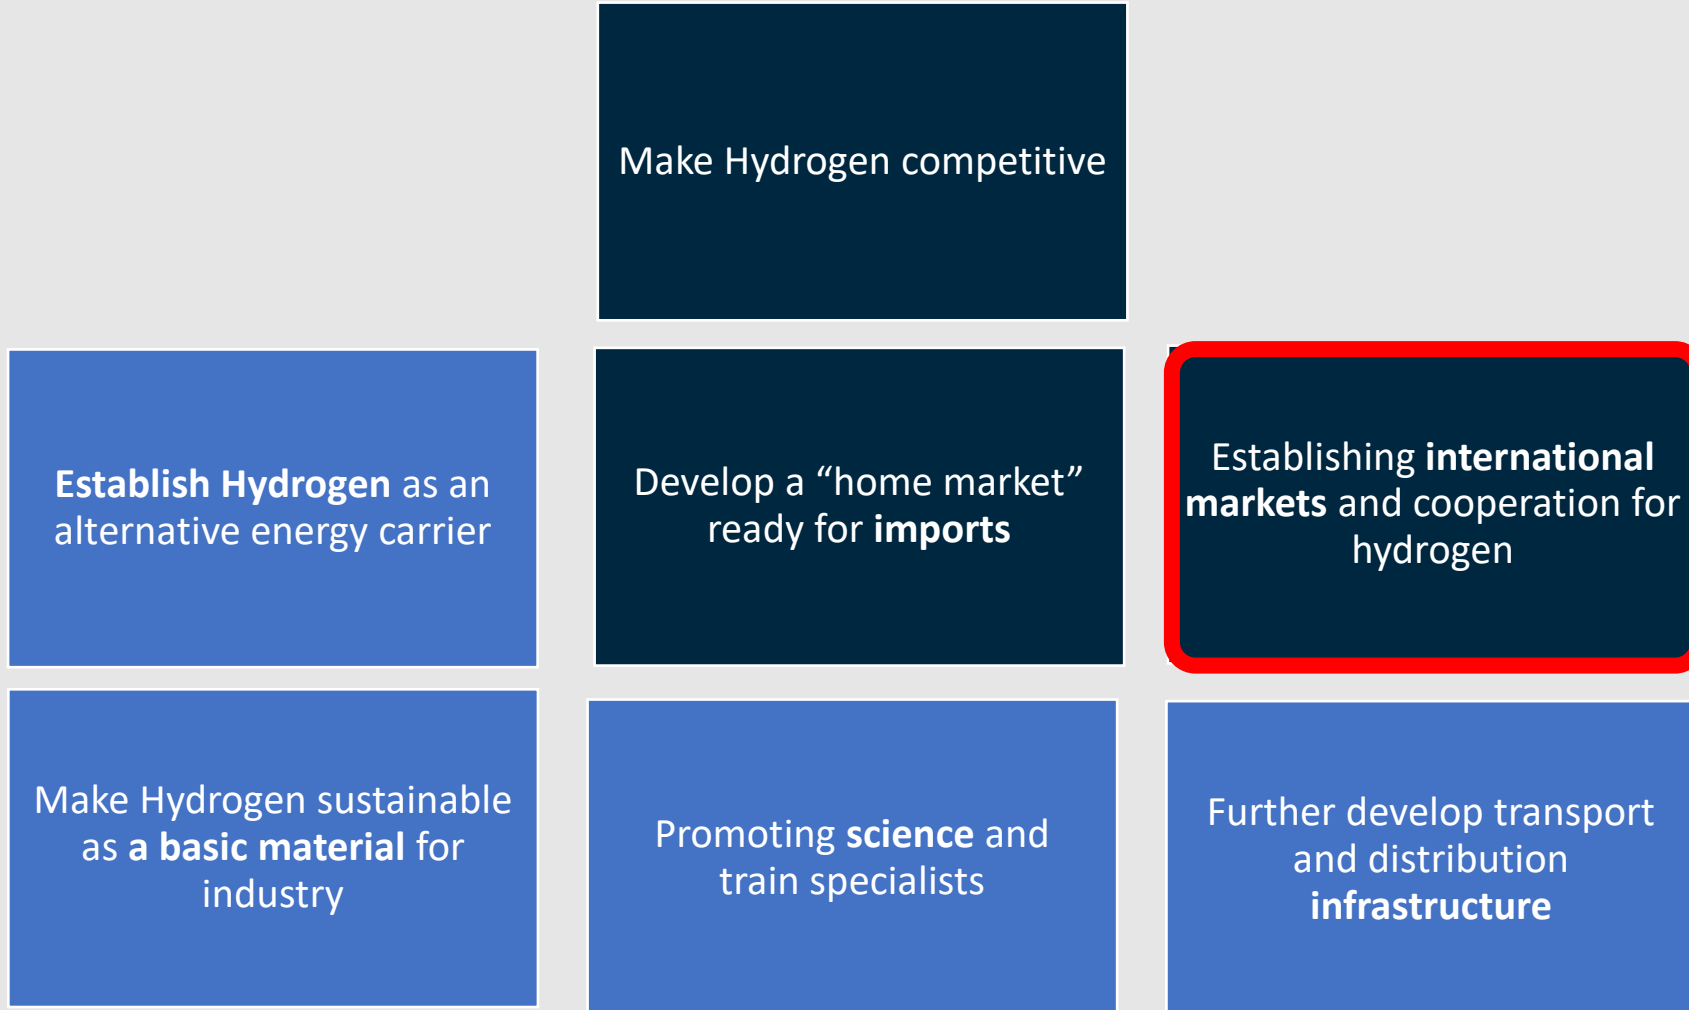 Make Hydrogen competitive
Establish Hydrogen as an
alternative energy carrier
Develop a “home market”
ready for imports
Establishing international
markets and cooperation for
hydrogen
Make Hydrogen sustainable
as a basic material for
industry
Promoting science and
train specialists
Further develop transport
and distribution
infrastructure